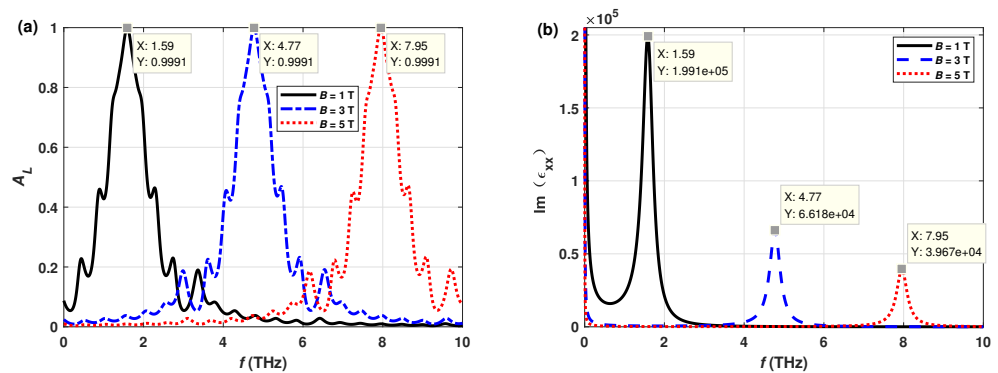 (a)
X: 1.59
Y: 0.9991
X: 4.77
Y: 0.9991
X: 7.95
Y: 0.9991
B = 1 T
B = 3 T
B = 5 T
1
0.8
0.6
0.4
0.2
0
A_L
0 2 4 6 8 10
f (THz)
(b)
×10^5
X: 1.59
Y: 1.991e+05
B = 1 T
B = 3 T
B = 5 T
X: 4.77
Y: 6.618e+04
X: 7.95
Y: 3.967e+04
2
1.5
1
0.5
0
Im（ϵ_xx）
0 2 4 6 8 10
f (THz)